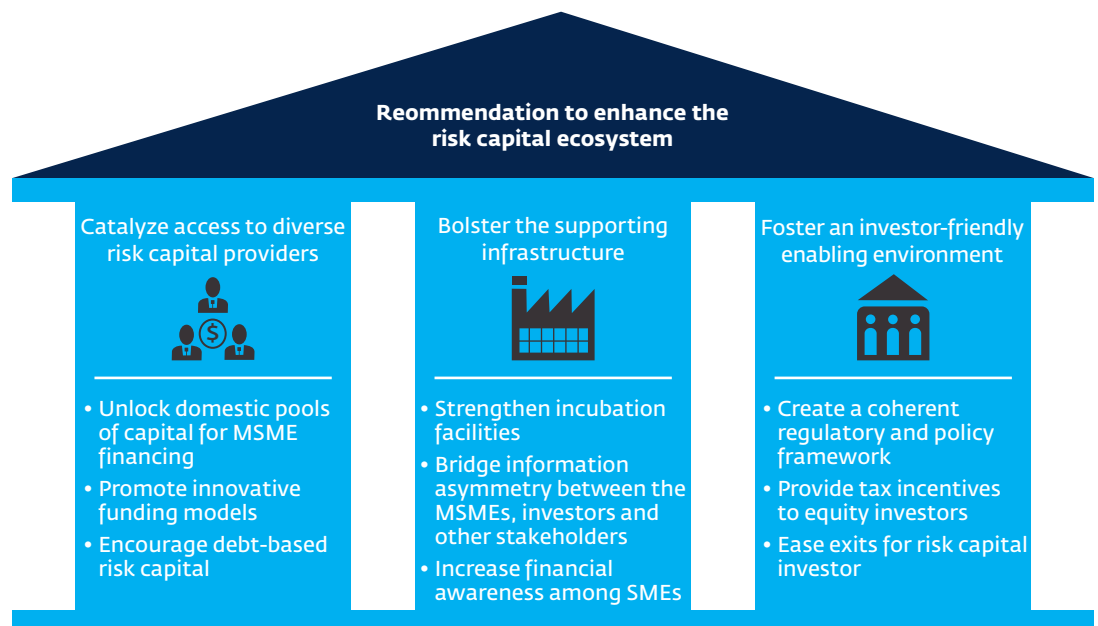 Reommendation to enhance the
risk capital ecosystem
Catalyze access to diverse
risk capital providers
$
• Unlock domestic pools
of capital for MSME
financing
• Promote innovative
funding models
• Encourage debt-based
risk capital
Bolster the supporting
infrastructure
• Strengthen incubation
facilities
• Bridge information
asymmetry between the
MSMEs, investors and
other stakeholders
• Increase financial
awareness among SMEs
Foster an investor-friendly
enabling environment
• Create a coherent
regulatory and policy
framework
• Provide tax incentives
to equity investors
• Ease exits for risk capital
investor